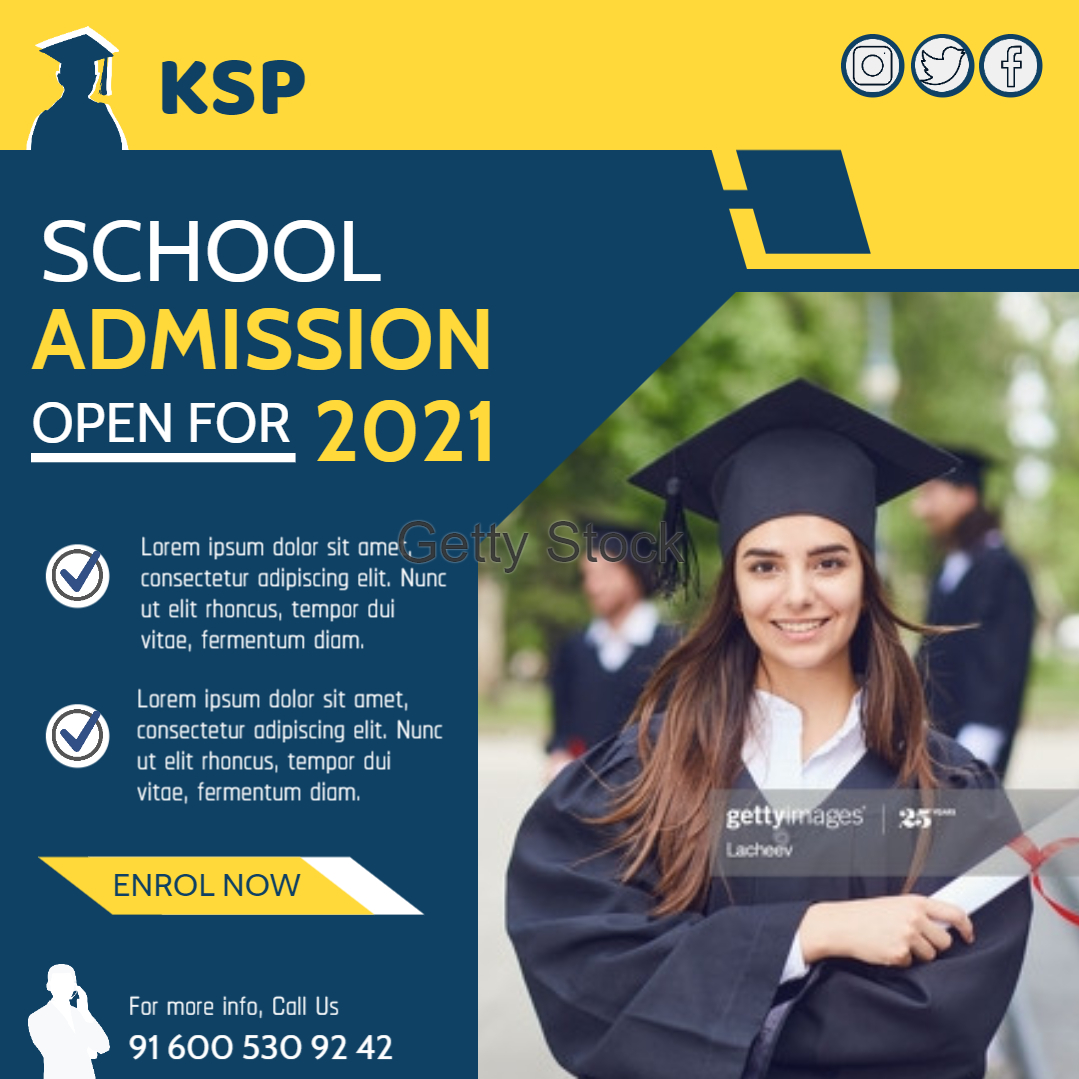 KSP
SCHOOL
ADMISSION
OPEN FOR 2021
Lorem ipsum dolor sit amet,
consectetur adipiscing elit. Nunc
ut elit rhoncus, tempor dui
vitae, fermentum diam.
Getty Stock
Lorem ipsum dolor sit amet,
consectetur adipiscing elit. Nunc
ut elit rhoncus, tempor dui
vitae, fermentum diam.
gettyimages 25 YEARS
Lacheev
ENROL NOW
For more info, Call Us
91 600 530 92 42